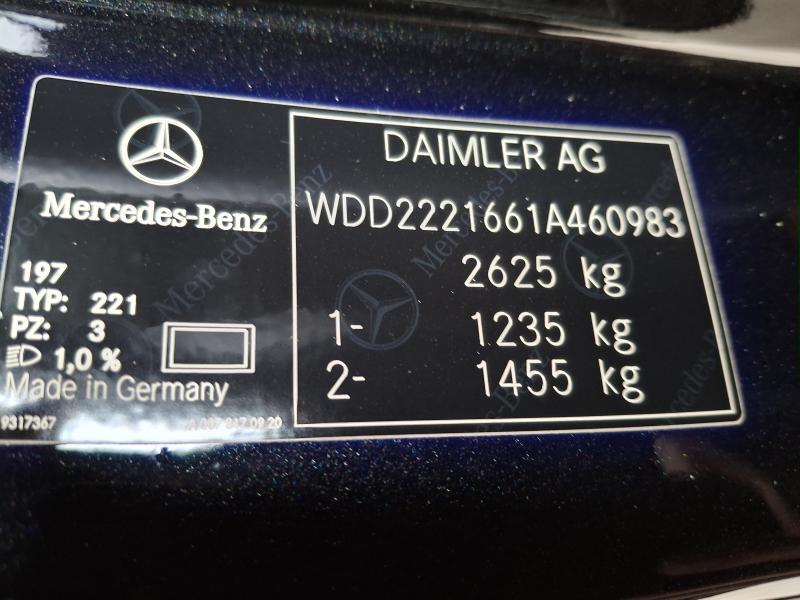 Mercedes-Benz
197
TYP: 221
PZ: 3
1,0 %
Made in Germany
9317367
DAIMLER AG
WDD2221661A460983
2625 kg
1- 1235 kg
2- 1455 kg